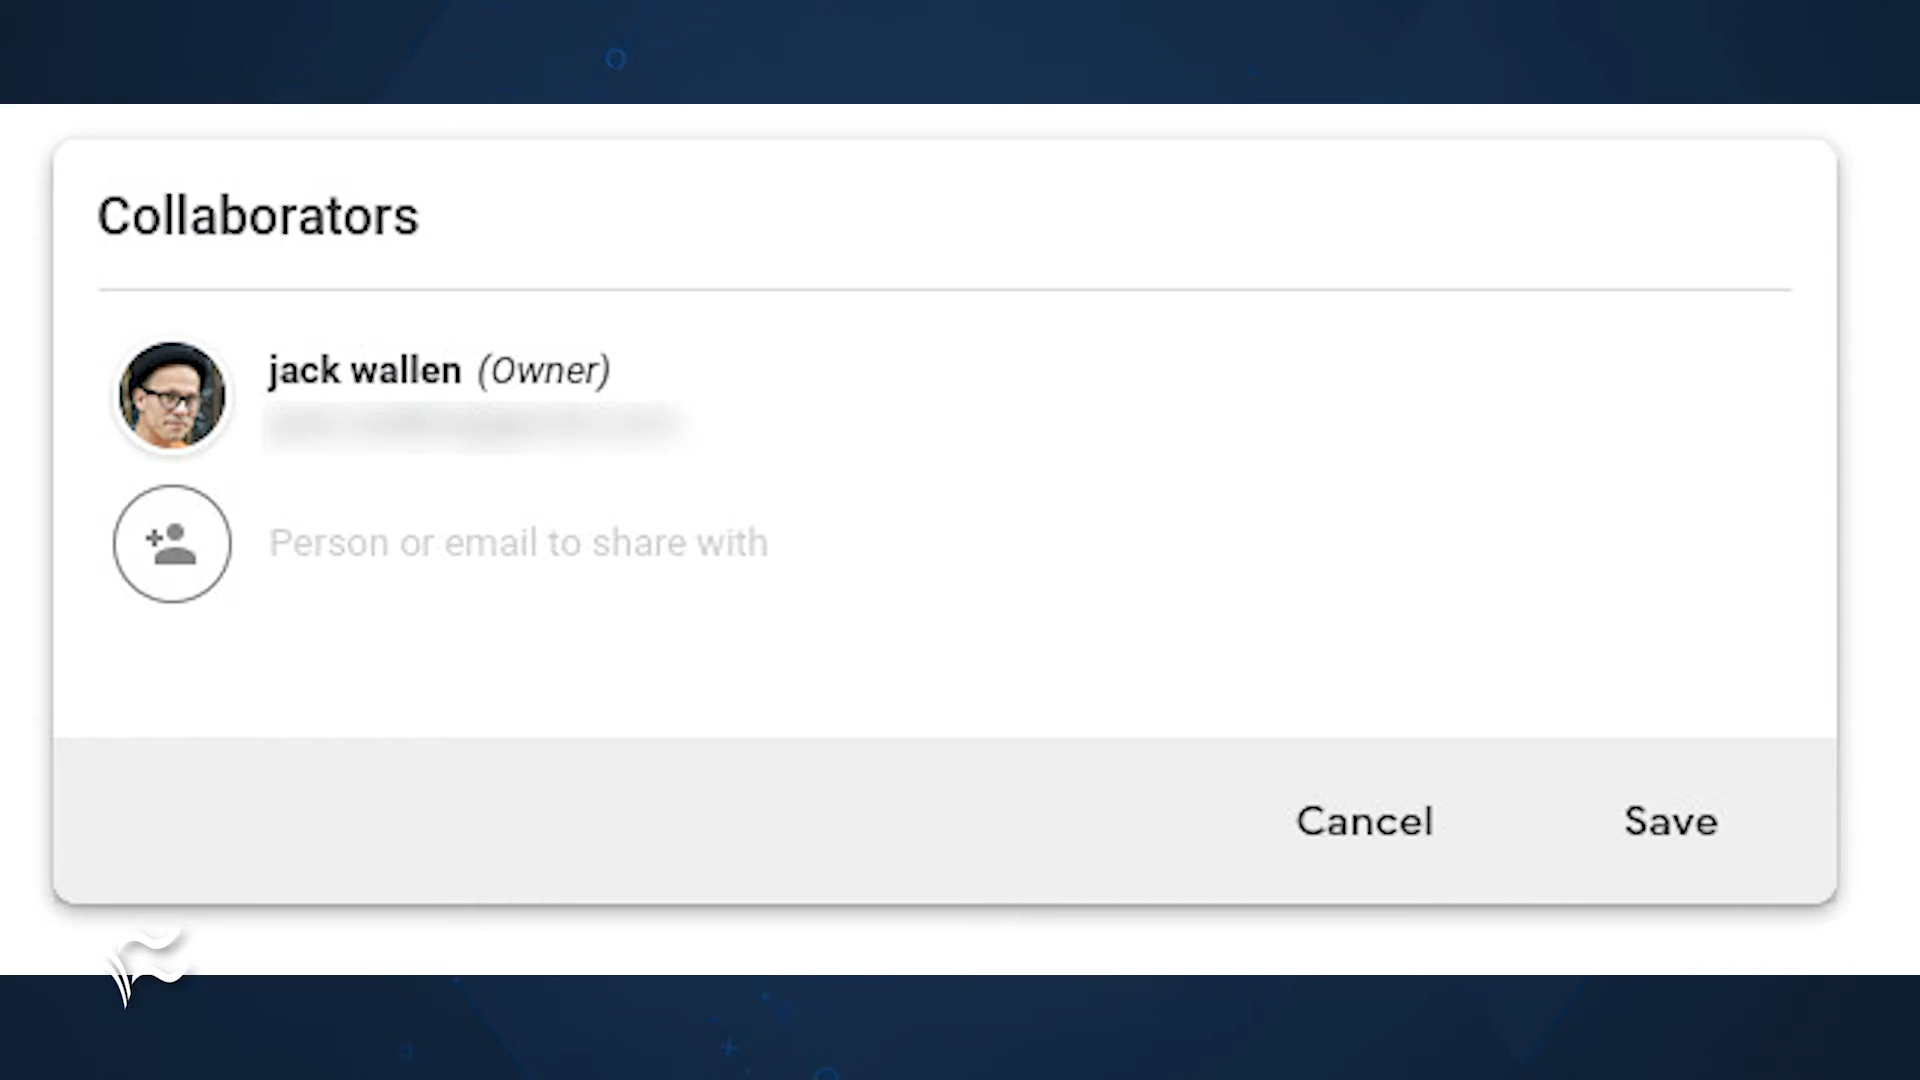 Collaborators
jack wallen (Owner)
Person or email to share with
Cancel Save